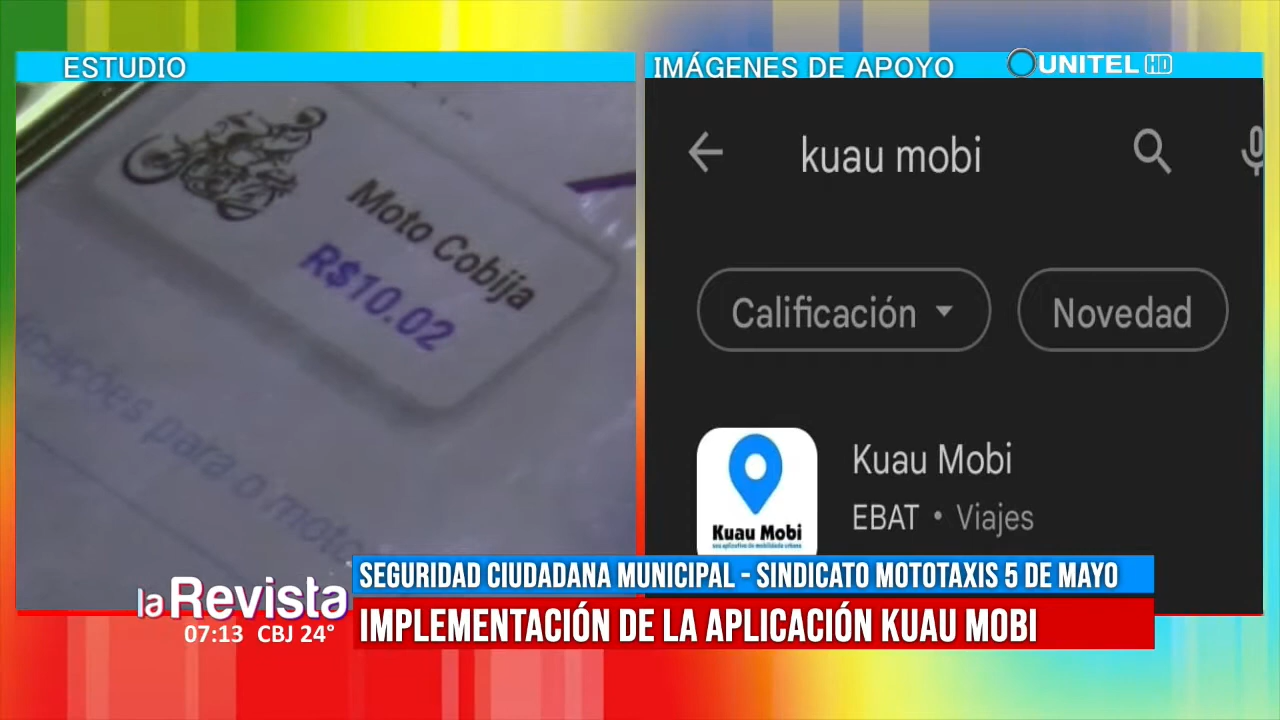 ESTUDIO
Moto Cobija
R$10.02
para o moto
IMÁGENES DE APOYO
UNITEL HD
kuau mobi
Calificación
Novedad
Kuau Mobi
Kuau Mobi
EBAT • Viajes
SEGURIDAD CIUDADANA MUNICIPAL - SINDICATO MOTOTAXIS 5 DE MAYO
la Revista
IMPLEMENTACIÓN DE LA APLICACIÓN KUAU MOBI
07:13 CBJ 24°